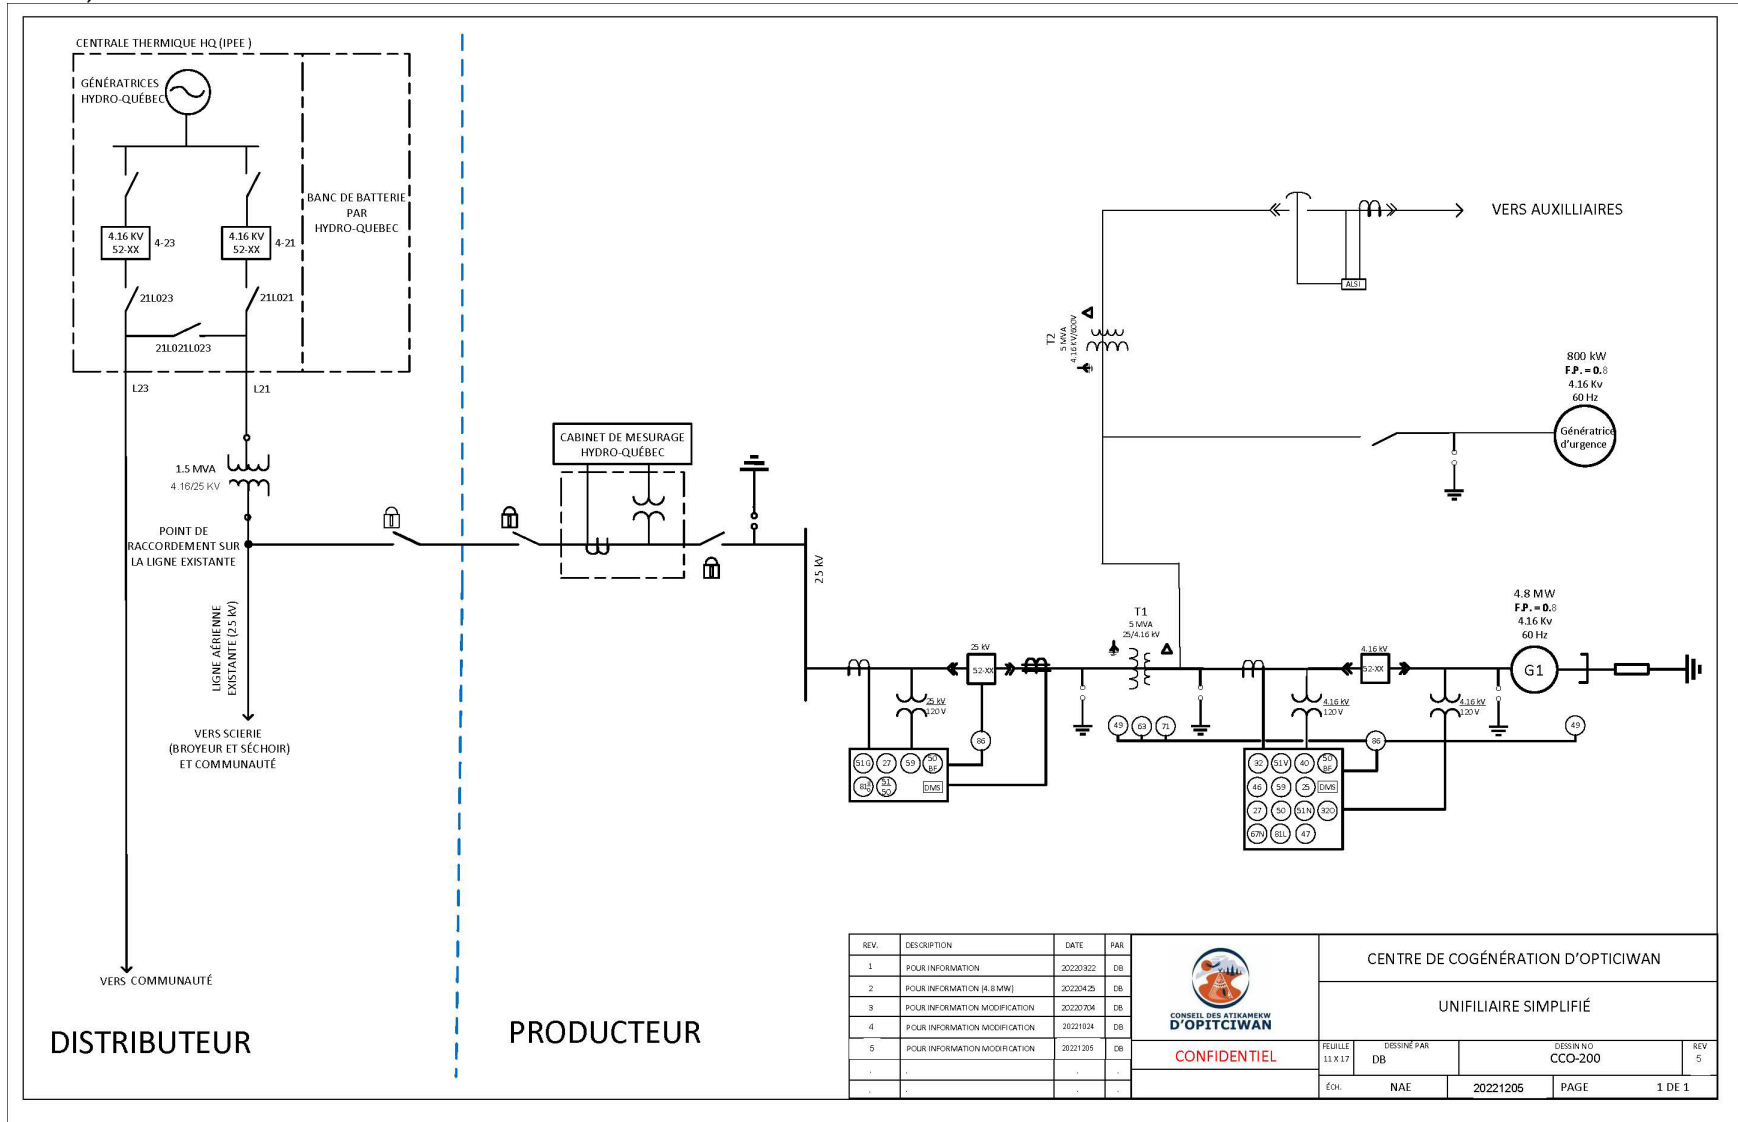 CENTRALE THERMIQUE HQ (IPEE )
GÉNÉRATRICES
HYDRO-QUÉBEC
BANC DE BATTERIE
PAR
HYDRO-QUEBEC
4.16 KV
52-XX
4-23
4.16 KV
52-XX
4-21
21L023
21L021
21L021L023
L23
L21
1.5 MVA
4.16/25 KV
POINT DE
RACCORDEMENT SUR
LA LIGNE EXISTANTE
LIGNE AÉRIENNE
EXISTANTE (25 kV)
VERS SCIERIE
(BROYEUR ET SÉCHOIR)
ET COMMUNAUTÉ
VERS COMMUNAUTÉ
DISTRIBUTEUR
PRODUCTEUR
CABINET DE MESURAGE
HYDRO-QUÉBEC
25 kV
VERS AUXILLIAIRES
ALSI
T2
5 MVA
4.16 KV/600V
800 kW
F.P. = 0.8
4.16 Kv
60 Hz
Génératrice
d'urgence
T1
5 MVA
25/4.16 kV
4.8 MW
F.P. = 0.8
4.16 Kv
60 Hz
G1
25 kV
52-XX
4.16 kV
52-XX
25 kV
120 V
4.16 kV
120 V
4.16 kV
120 V
86
49
63
71
86
49
51G
27
59
50
BF
51
50
DMS
32
51V
40
50
BF
46
59
25
DMS
27
50
51N
32O
67N
81L
47
REV.
DESCRIPTION
DATE
PAR
1
POUR INFORMATION
20220322
DB
2
POUR INFORMATION (4.8 MW)
20220425
DB
3
POUR INFORMATION MODIFICATION
20220704
DB
4
POUR INFORMATION MODIFICATION
20221024
DB
5
POUR INFORMATION MODIFICATION
20221205
DB
CONSEIL DES ATIKAMEKW
D'OPITCIWAN
CONFIDENTIEL
CENTRE DE COGÉNÉRATION D'OPTICIWAN
UNIFILIAIRE SIMPLIFIÉ
FEUILLE
11 X 17
DESSINÉ PAR
DB
DESSIN NO
CCO-200
REV
5
ÉCH.
NAE
20221205
PAGE
1 DE 1